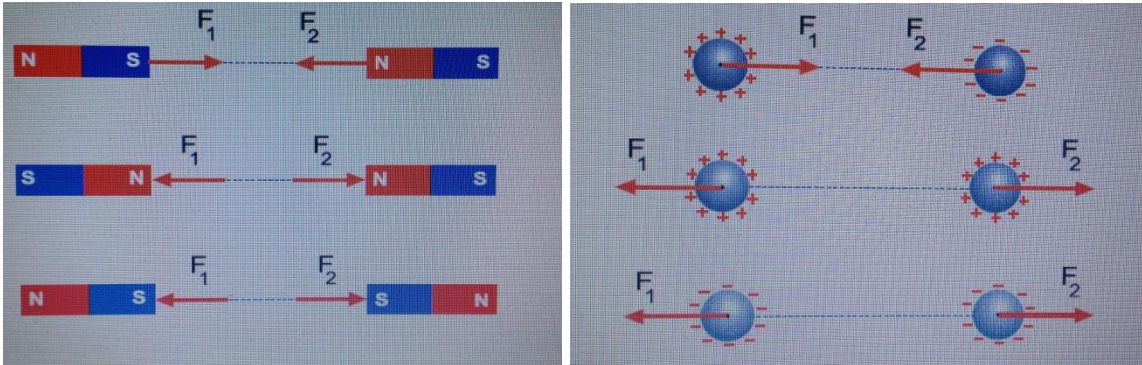 F1 F2
N S N S
F1 F2
S N N S
F1 F2
N S S N
F1 F2
+ + + + + + + + + + − − − − − − − − −
F1 F2
+ + + + + + + + + + + + + + + + + + + +
F1 F2
− − − − − − − − − − − − − − − − − −